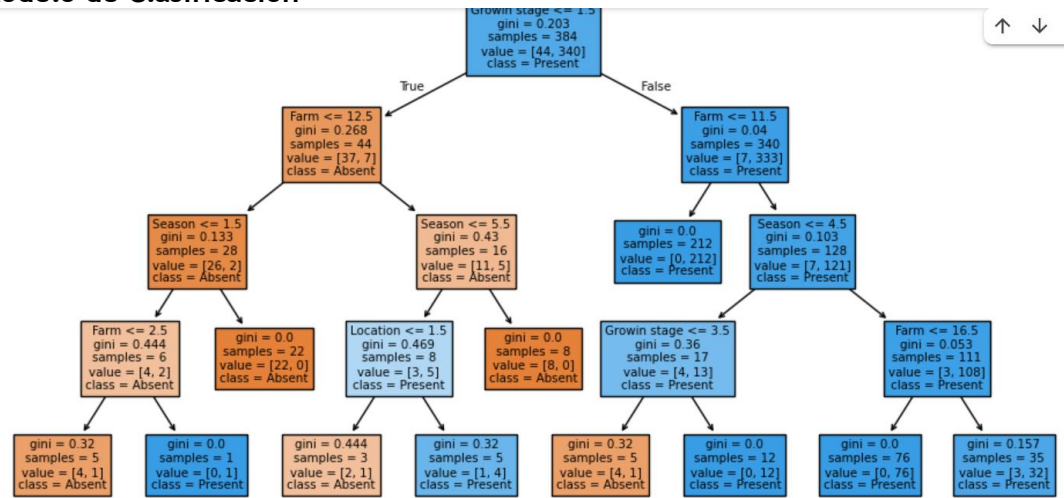 Growin stage <= 1.5
gini = 0.203
samples = 384
value = [44, 340]
class = Present
True
False
Farm <= 12.5
gini = 0.268
samples = 44
value = [37, 7]
class = Absent
Farm <= 11.5
gini = 0.04
samples = 340
value = [7, 333]
class = Present
Season <= 1.5
gini = 0.133
samples = 28
value = [26, 2]
class = Absent
Season <= 5.5
gini = 0.43
samples = 16
value = [11, 5]
class = Absent
gini = 0.0
samples = 212
value = [0, 212]
class = Present
Season <= 4.5
gini = 0.103
samples = 128
value = [7, 121]
class = Present
Farm <= 2.5
gini = 0.444
samples = 6
value = [4, 2]
class = Absent
gini = 0.0
samples = 22
value = [22, 0]
class = Absent
Location <= 1.5
gini = 0.469
samples = 8
value = [3, 5]
class = Present
gini = 0.0
samples = 8
value = [8, 0]
class = Absent
Growin stage <= 3.5
gini = 0.36
samples = 17
value = [4, 13]
class = Present
Farm <= 16.5
gini = 0.053
samples = 111
value = [3, 108]
class = Present
gini = 0.32
samples = 5
value = [4, 1]
class = Absent
gini = 0.0
samples = 1
value = [0, 1]
class = Present
gini = 0.444
samples = 3
value = [2, 1]
class = Absent
gini = 0.32
samples = 5
value = [1, 4]
class = Present
gini = 0.32
samples = 5
value = [4, 1]
class = Absent
gini = 0.0
samples = 12
value = [0, 12]
class = Present
gini = 0.0
samples = 76
value = [0, 76]
class = Present
gini = 0.157
samples = 35
value = [3, 32]
class = Present